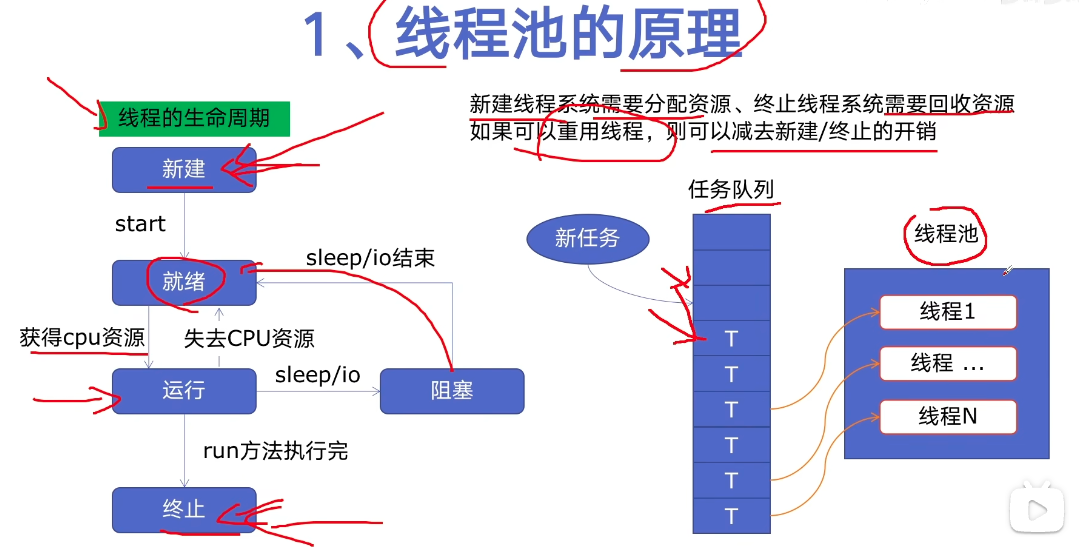 1、线程池的原理
线程的生命周期
新建
start
就绪
sleep/io结束
获得cpu资源
失去CPU资源
运行
sleep/io
阻塞
run方法执行完
终止
新建线程系统需要分配资源、终止线程系统需要回收资源
如果可以重用线程，则可以减去新建/终止的开销
任务队列
新任务
T
T
T
T
T
T
线程池
线程1
线程 ...
线程N